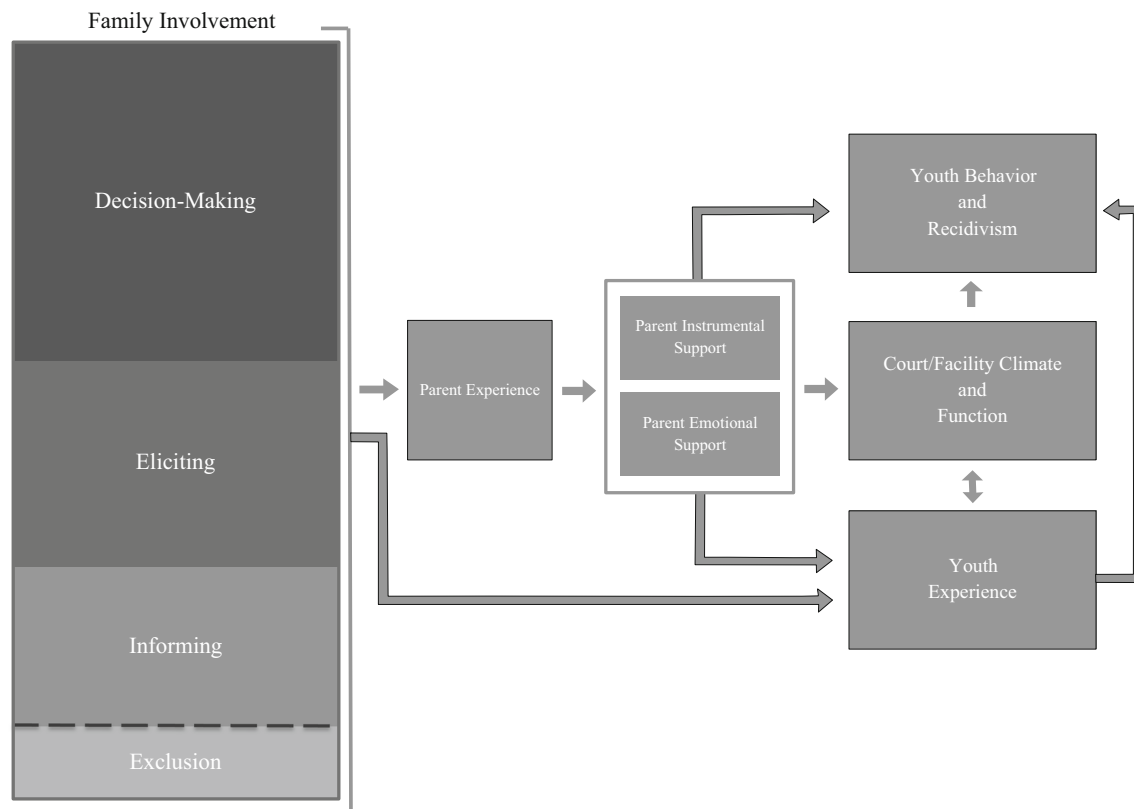 Family Involvement
Decision-Making
Eliciting
Informing
Exclusion
Parent Experience
Parent Instrumental
Support
Parent Emotional
Support
Youth Behavior
and
Recidivism
Court/Facility Climate
and
Function
Youth
Experience